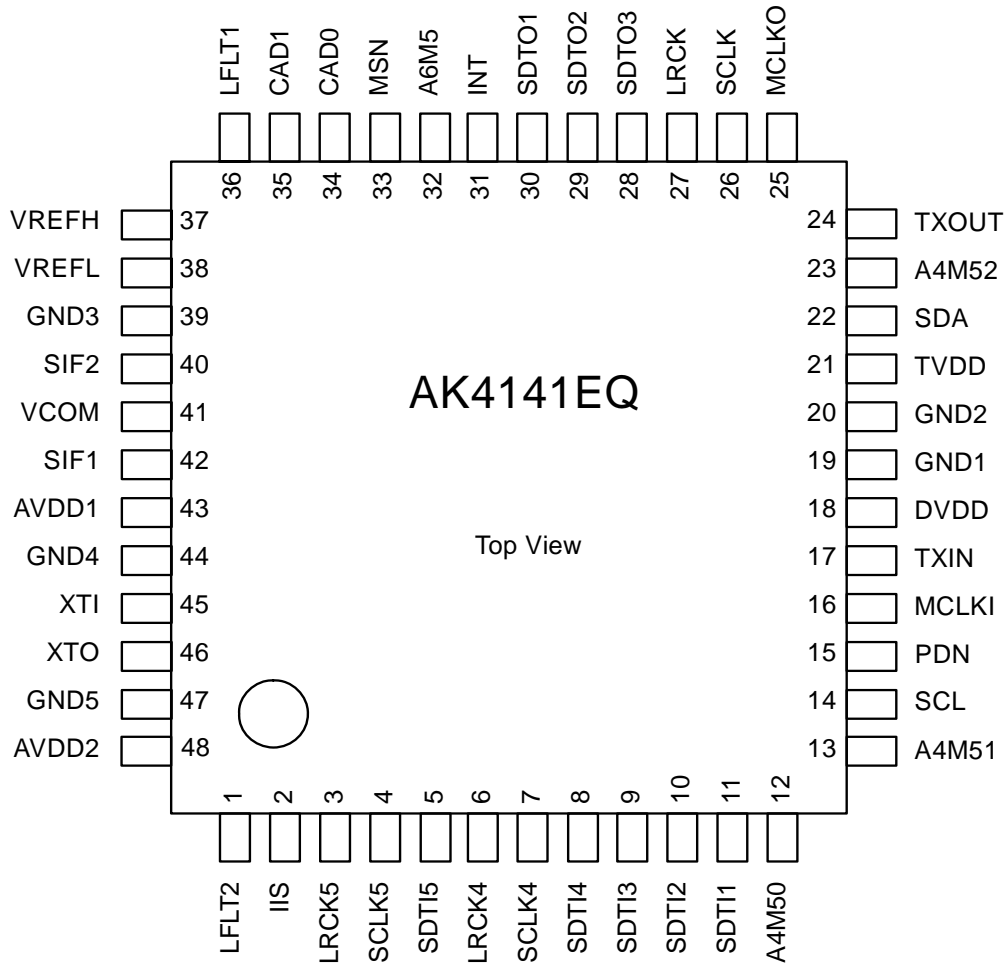 LFLT1 CAD1 CAD0 MSN A6M5 INT SDTO1 SDTO2 SDTO3 LRCK SCLK MCLKO
36 35 34 33 32 31 30 29 28 27 26 25
VREFH 37 24 TXOUT
VREFL 38 23 A4M52
GND3 39 22 SDA
SIF2 40 21 TVDD
AK4141EQ
VCOM 41 20 GND2
SIF1 42 19 GND1
AVDD1 43 18 DVDD
Top View
GND4 44 17 TXIN
XTI 45 16 MCLKI
XTO 46 15 PDN
GND5 47 14 SCL
AVDD2 48 13 A4M51
1 2 3 4 5 6 7 8 9 10 11 12
LFLT2 IIS LRCK5 SCLK5 SDTI5 LRCK4 SCLK4 SDTI4 SDTI3 SDTI2 SDTI1 A4M50